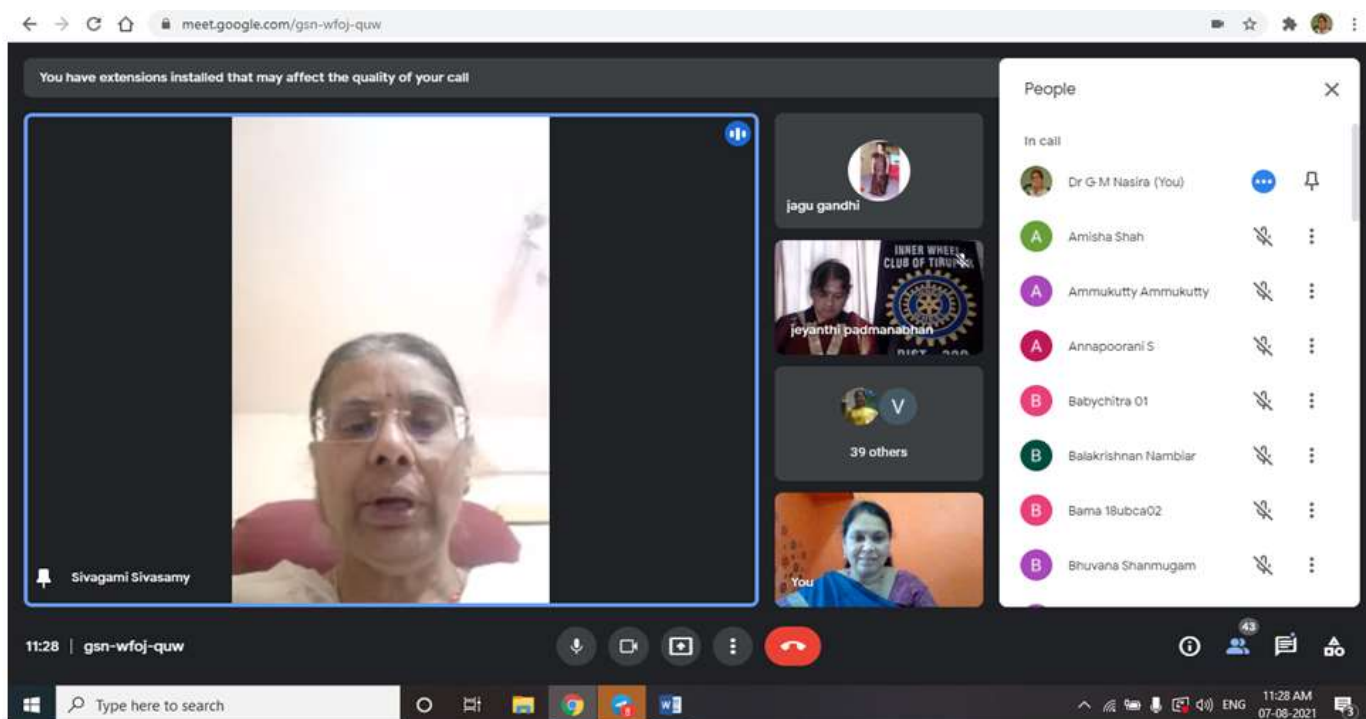 meet.google.com/gsn-wfoj-quw
You have extensions installed that may affect the quality of your call
Sivagami Sivasamy
jagu gandhi
INNER WHEEL
CLUB OF TIRUPUR
jeyanthi padmanabhan
V
39 others
You
People
In call
Dr G M Nasira (You)
A
Amisha Shah
A
Ammukutty Ammukutty
A
Annapoorani S
B
Babychitra 01
B
Balakrishnan Nambiar
B
Bama 18ubca02
B
Bhuvana Shanmugam
11:28 | gsn-wfoj-quw
43
Type here to search
W
ENG
11:28 AM
07-08-2021
3